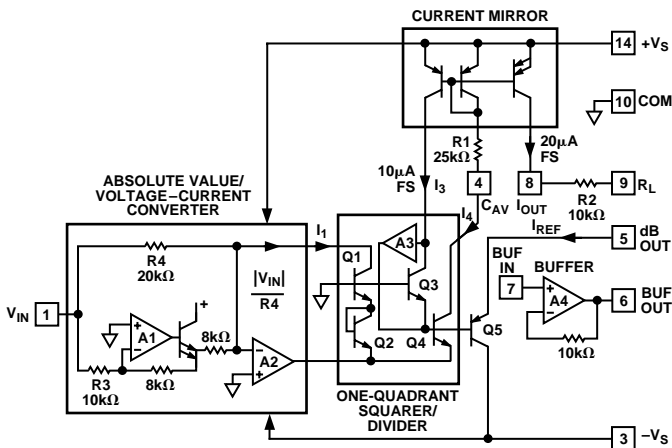 CURRENT MIRROR
14 +VS
10 COM
R1
25kΩ
20μA
FS
10μA
FS
I3
4
CAV
8
IOUT
9 RL
R2
10kΩ
ABSOLUTE VALUE/
VOLTAGE–CURRENT
CONVERTER
I1
I4
IREF
5 dB
OUT
A3
R4
20kΩ
|VIN|
R4
Q1
Q3
BUF
IN
BUFFER
7
A4
6 BUF
OUT
VIN 1
+
A1
8kΩ
A2
Q2
Q4
Q5
10kΩ
R3
10kΩ
8kΩ
ONE-QUADRANT
SQUARER/
DIVIDER
3 –VS